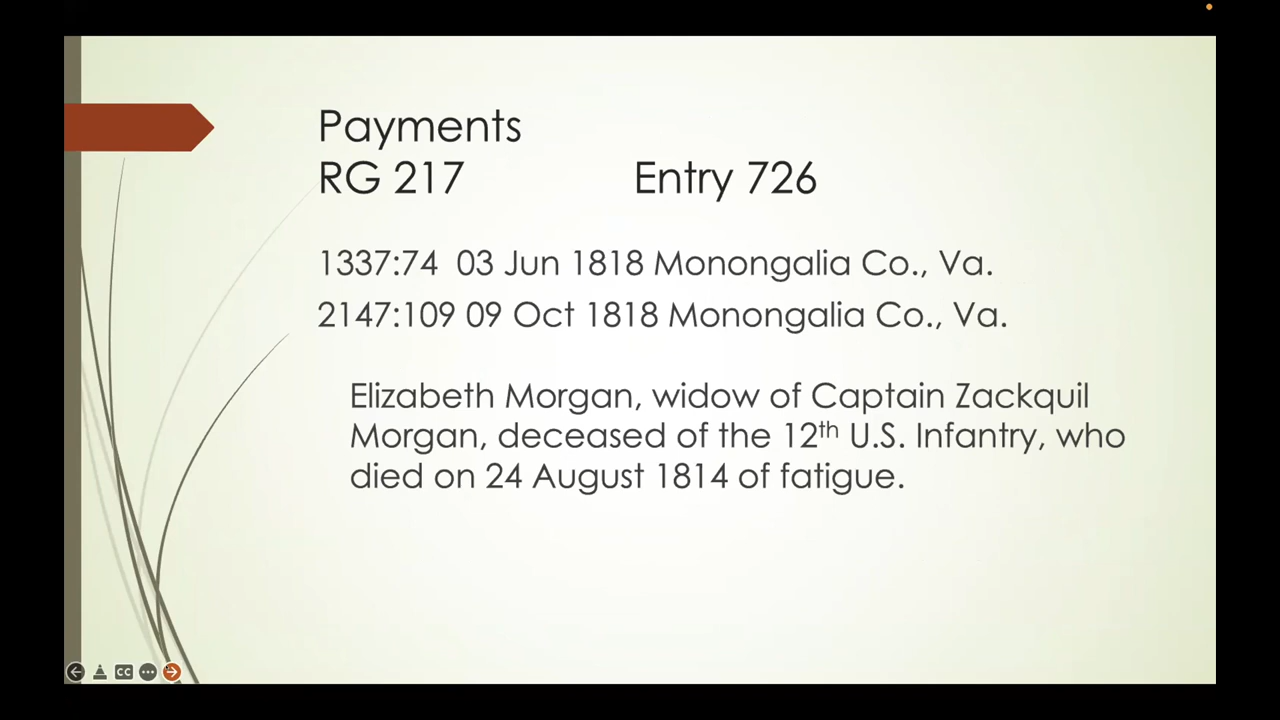 Payments
RG 217 Entry 726
1337:74 03 Jun 1818 Monongalia Co., Va.
2147:109 09 Oct 1818 Monongalia Co., Va.
Elizabeth Morgan, widow of Captain Zackquil
Morgan, deceased of the 12th U.S. Infantry, who
died on 24 August 1814 of fatigue.
CC